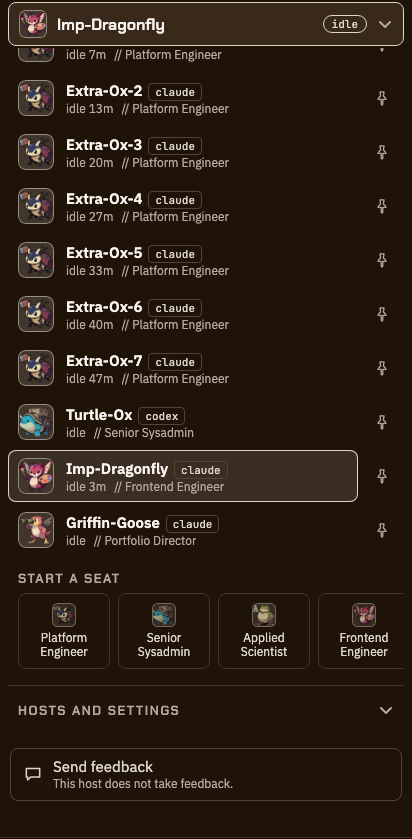 Imp-Dragonfly idle
idle 7m // Platform Engineer
Extra-Ox-2 claude
idle 13m // Platform Engineer
Extra-Ox-3 claude
idle 20m // Platform Engineer
Extra-Ox-4 claude
idle 27m // Platform Engineer
Extra-Ox-5 claude
idle 33m // Platform Engineer
Extra-Ox-6 claude
idle 40m // Platform Engineer
Extra-Ox-7 claude
idle 47m // Platform Engineer
Turtle-Ox codex
idle // Senior Sysadmin
Imp-Dragonfly claude
idle 3m // Frontend Engineer
Griffin-Goose claude
idle // Portfolio Director
START A SEAT
Platform Engineer
Senior Sysadmin
Applied Scientist
Frontend Engineer
HOSTS AND SETTINGS
Send feedback
This host does not take feedback.